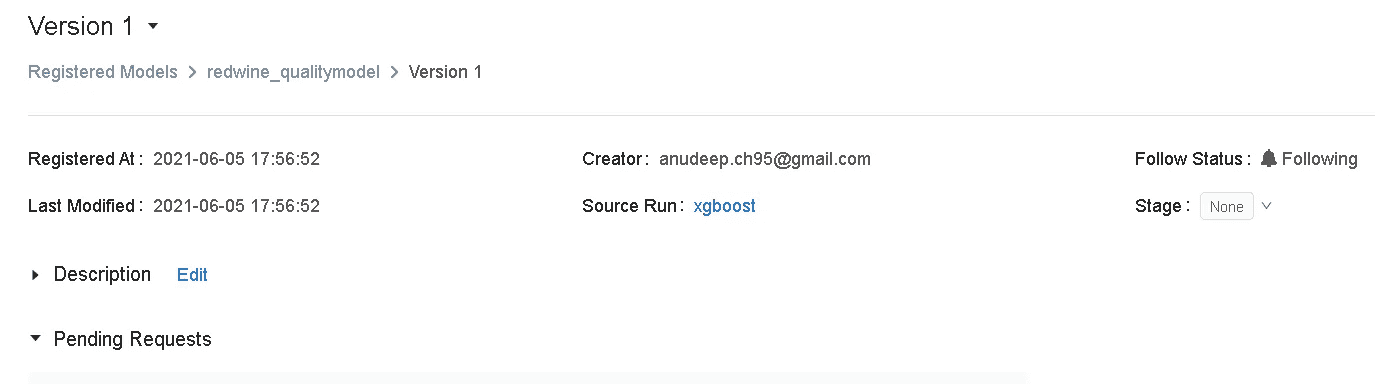 Version 1
Registered Models > redwine_qualitymodel > Version 1
Registered At : 2021-06-05 17:56:52 Creator : anudeep.ch95@gmail.com Follow Status : Following
Last Modified : 2021-06-05 17:56:52 Source Run : xgboost Stage : None
Description Edit
Pending Requests